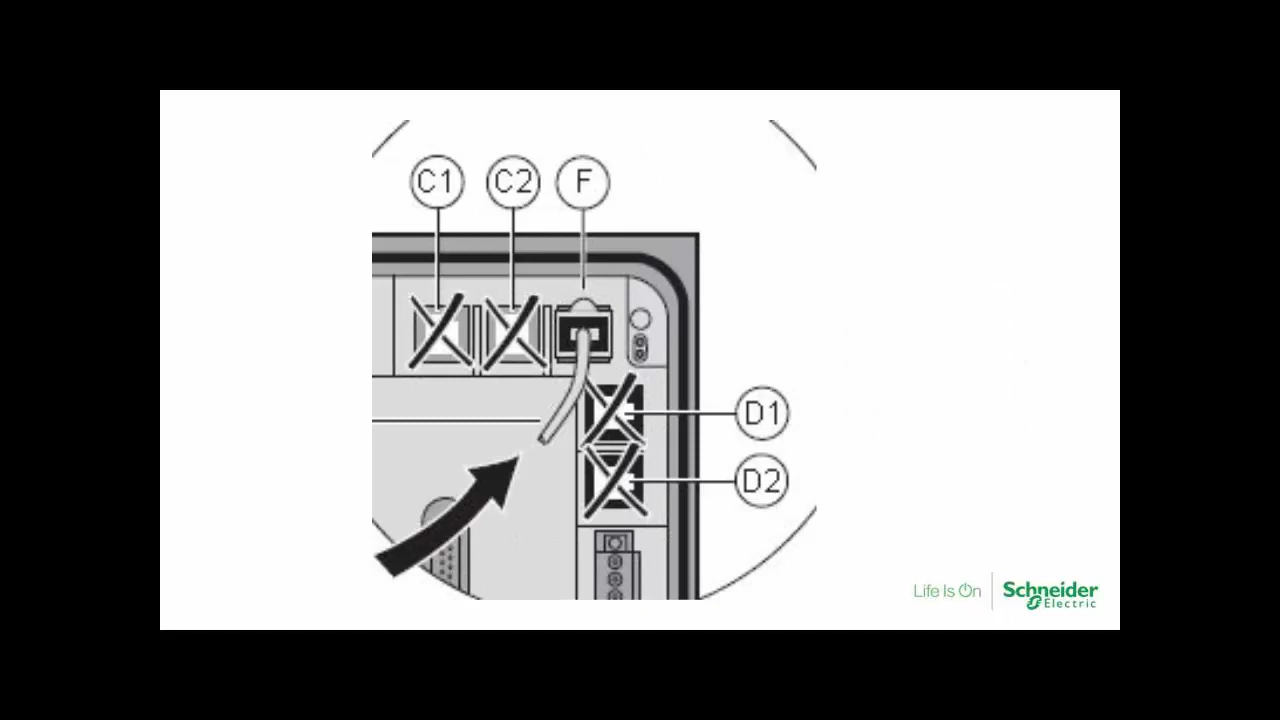 C1 C2 F
D1
D2
Life Is On
Schneider
Electric